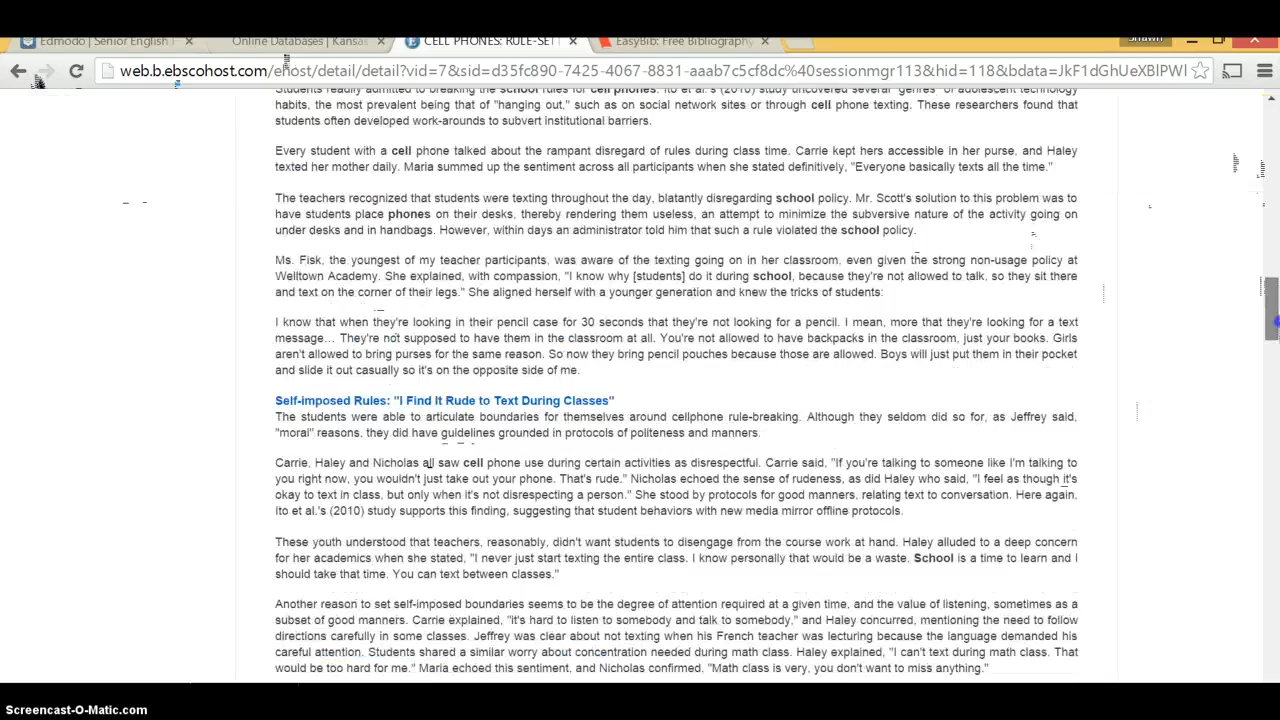 Edmodo | Senior English
Online Databases | Kansas
CELL PHONES: RULE-SET
EasyBib: Free Bibliography
Shawn
web.b.ebscohost.com/ehost/detail/detail?vid=7&sid=d35fc890-7425-4067-8831-aaab7c5cf8dc%40sessionmgr113&hid=118&bdata=JkF1dGhUeXBlPWl
Students readily admitted to breaking the school rules for cell phones. Ito et al.'s (2010) study uncovered several "genres" of adolescent technology
habits, the most prevalent being that of "hanging out," such as on social network sites or through cell phone texting. These researchers found that
students often developed work-arounds to subvert institutional barriers.
Every student with a cell phone talked about the rampant disregard of rules during class time. Carrie kept hers accessible in her purse, and Haley
texted her mother daily. Maria summed up the sentiment across all participants when she stated definitively, "Everyone basically texts all the time."
The teachers recognized that students were texting throughout the day, blatantly disregarding school policy. Mr. Scott's solution to this problem was to
have students place phones on their desks, thereby rendering them useless, an attempt to minimize the subversive nature of the activity going on
under desks and in handbags. However, within days an administrator told him that such a rule violated the school policy.
Ms. Fisk, the youngest of my teacher participants, was aware of the texting going on in her classroom, even given the strong non-usage policy at
Welltown Academy. She explained, with compassion, "I know why [students] do it during school, because they're not allowed to talk, so they sit there
and text on the corner of their legs." She aligned herself with a younger generation and knew the tricks of students:
I know that when they're looking in their pencil case for 30 seconds that they're not looking for a pencil. I mean, more that they're looking for a text
message... They're not supposed to have them in the classroom at all. You're not allowed to have backpacks in the classroom, just your books. Girls
aren't allowed to bring purses for the same reason. So now they bring pencil pouches because those are allowed. Boys will just put them in their pocket
and slide it out casually so it's on the opposite side of me.
Self-imposed Rules: "I Find It Rude to Text During Classes"
The students were able to articulate boundaries for themselves around cellphone rule-breaking. Although they seldom did so for, as Jeffrey said,
"moral" reasons, they did have guidelines grounded in protocols of politeness and manners.
Carrie, Haley and Nicholas all saw cell phone use during certain activities as disrespectful. Carrie said, "If you're talking to someone like I'm talking to
you right now, you wouldn't just take out your phone. That's rude." Nicholas echoed the sense of rudeness, as did Haley who said, "I feel as though it's
okay to text in class, but only when it's not disrespecting a person." She stood by protocols for good manners, relating text to conversation. Here again,
Ito et al.'s (2010) study supports this finding, suggesting that student behaviors with new media mirror offline protocols.
These youth understood that teachers, reasonably, didn't want students to disengage from the course work at hand. Haley alluded to a deep concern
for her academics when she stated, "I never just start texting the entire class. I know personally that would be a waste. School is a time to learn and I
should take that time. You can text between classes."
Another reason to set self-imposed boundaries seems to be the degree of attention required at a given time, and the value of listening, sometimes as a
subset of good manners. Carrie explained, "it's hard to listen to somebody and talk to somebody," and Haley concurred, mentioning the need to follow
directions carefully in some classes. Jeffrey was clear about not texting when his French teacher was lecturing because the language demanded his
careful attention. Students shared a similar worry about concentration needed during math class. Haley explained, "I can't text during math class. That
would be too hard for me." Maria echoed this sentiment, and Nicholas confirmed, "Math class is very, you don't want to miss anything."
Screencast-O-Matic.com